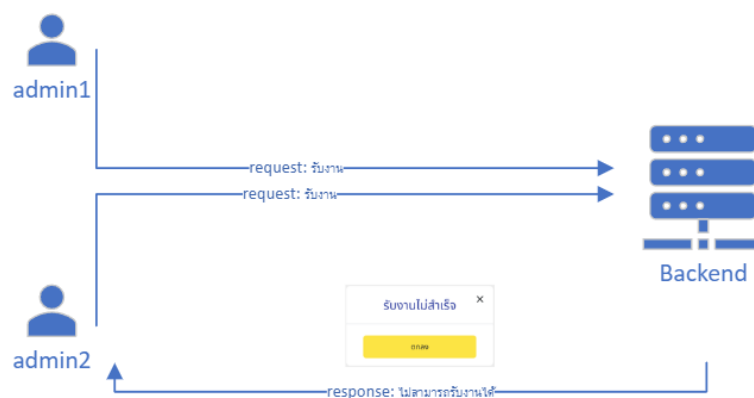 admin1
request: รับงาน
request: รับงาน
Backend
รับงานไม่สำเร็จ ×
ตกลง
admin2
response: ไม่สามารถรับงานได้